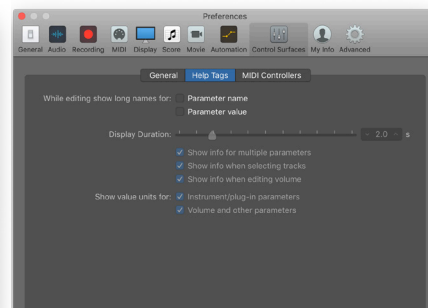 Preferences
General Audio Recording MIDI Display Score Movie Automation Control Surfaces My Info Advanced
General Help Tags MIDI Controllers
While editing show long names for: Parameter name
Parameter value
Display Duration: 2.0 s
Show info for multiple parameters
Show info when selecting tracks
Show info when editing volume
Show value units for: Instrument/plug-in parameters
Volume and other parameters